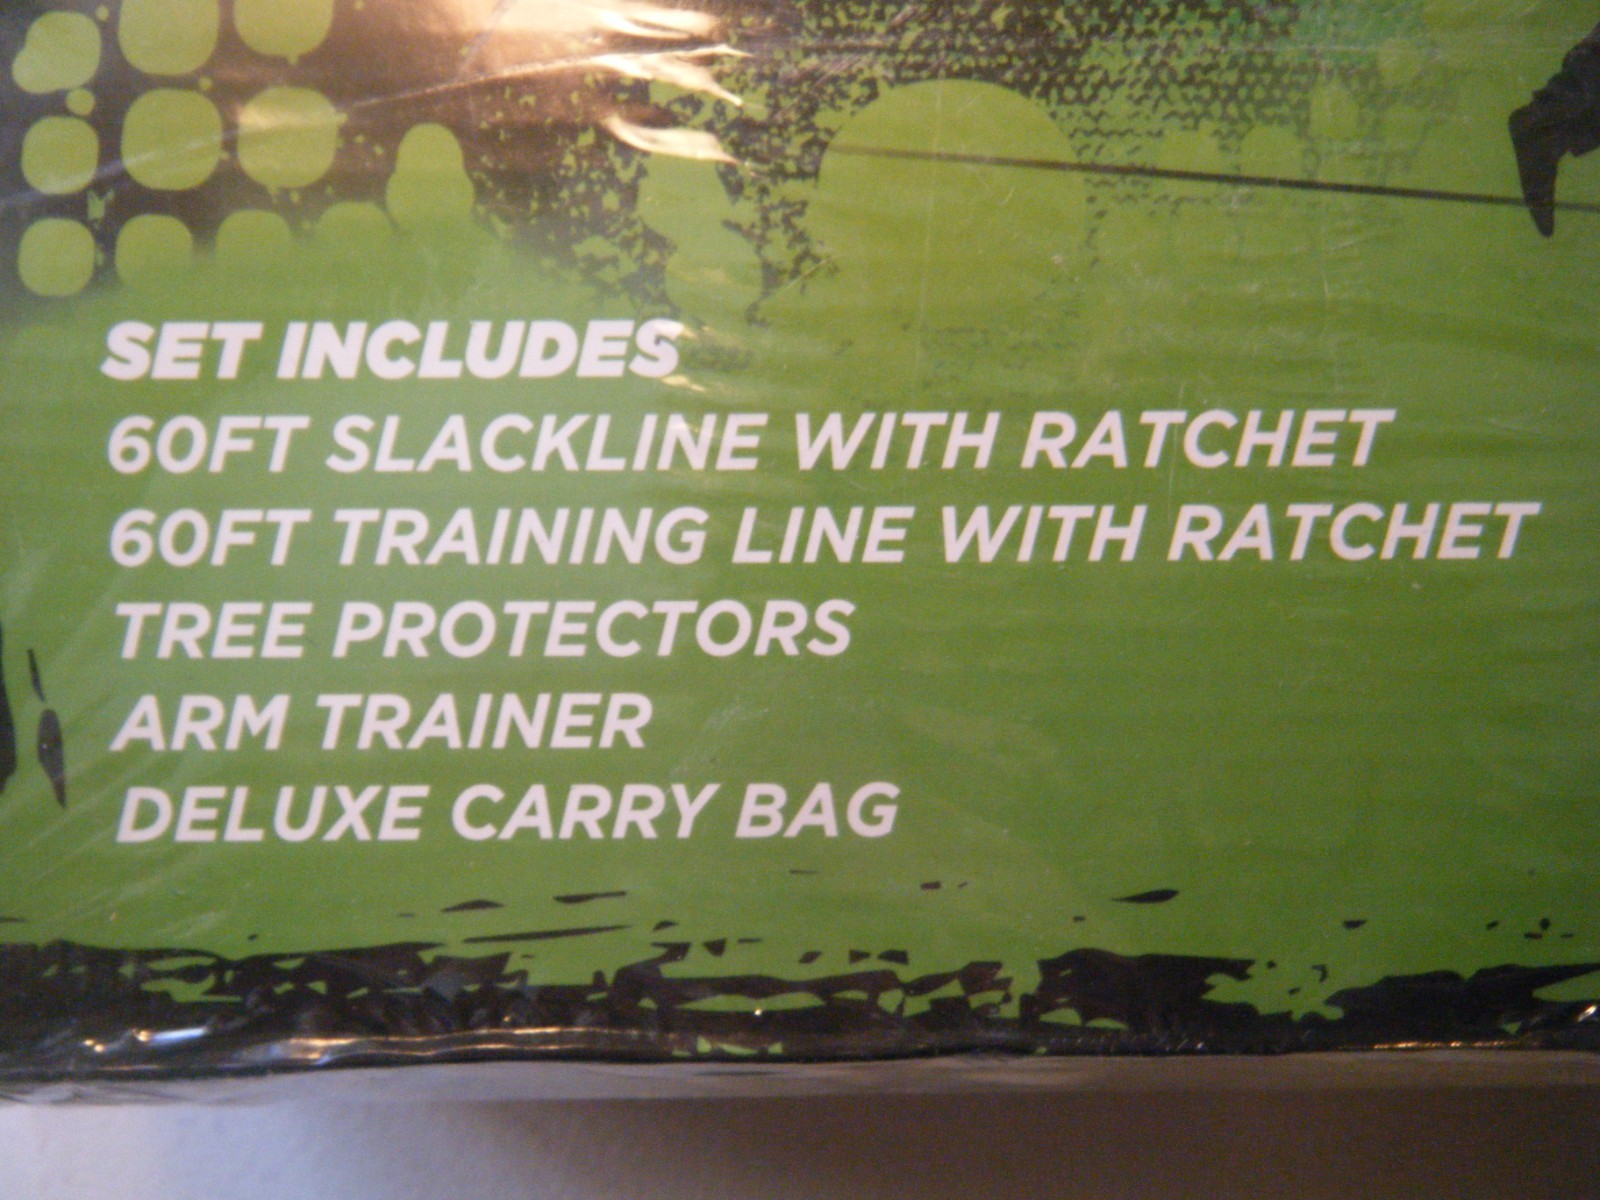 SET INCLUDES
60FT SLACKLINE WITH RATCHET
60FT TRAINING LINE WITH RATCHET
TREE PROTECTORS
ARM TRAINER
DELUXE CARRY BAG